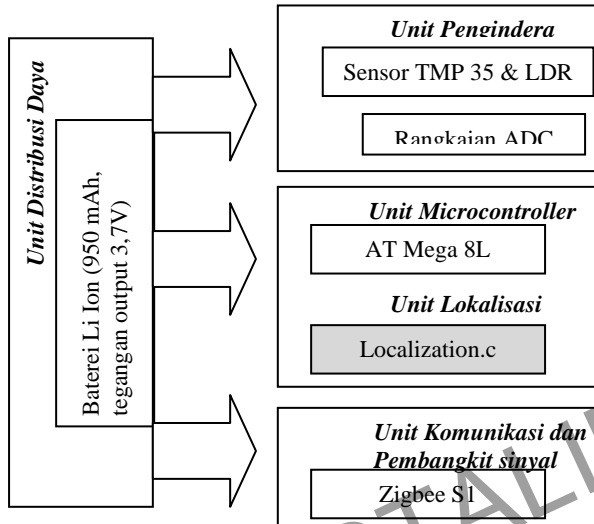 Unit Distribusi Daya
Baterei Li Ion (950 mAh,
tegangan output 3,7V)
Unit Pengindera
Sensor TMP 35 & LDR
Rangkaian ADC
Unit Microcontroller
AT Mega 8L
Unit Lokalisasi
Localization.c
Unit Komunikasi dan
Pembangkit sinyal
Zigbee S1